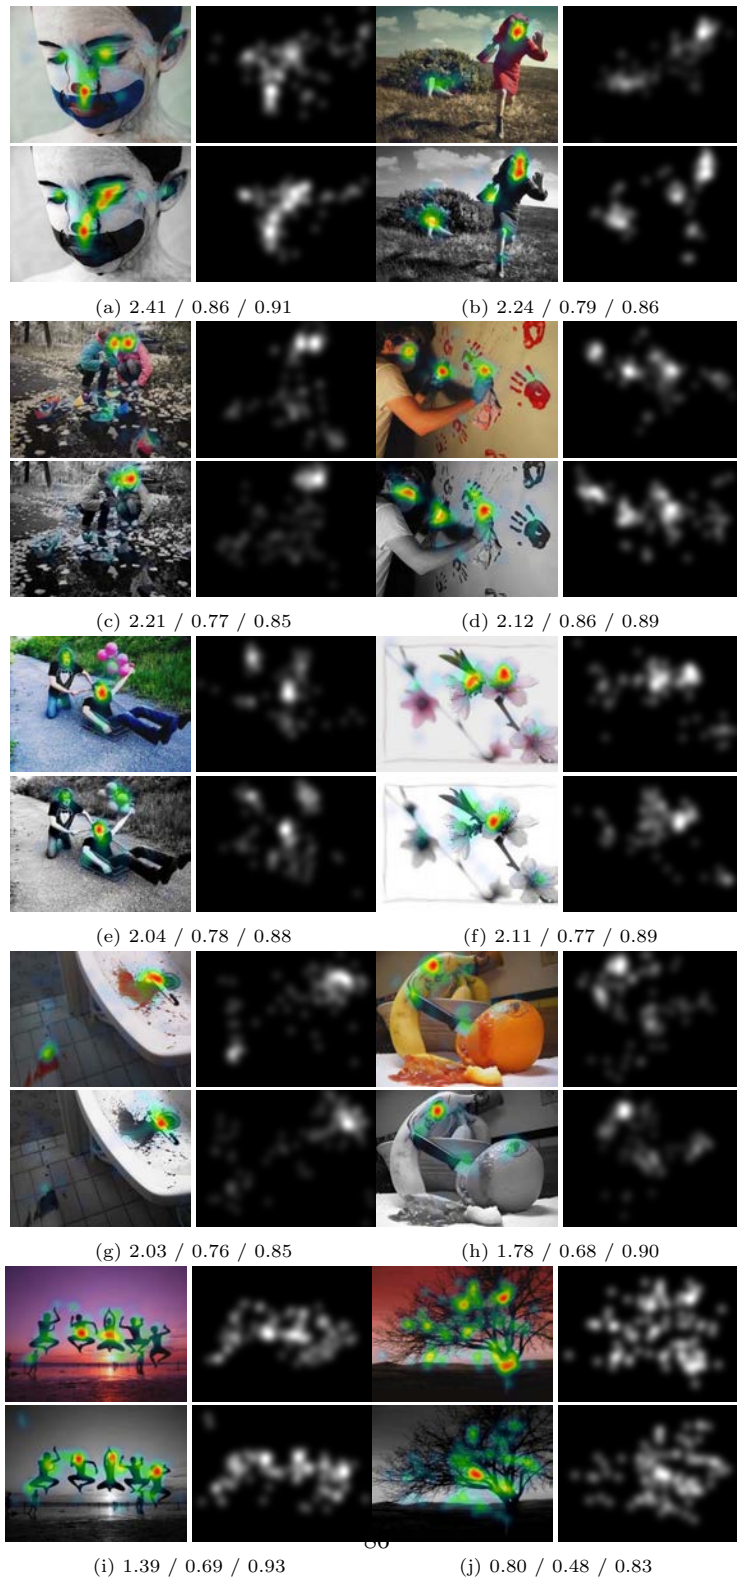 (a) 2.41 / 0.86 / 0.91
(b) 2.24 / 0.79 / 0.86
(c) 2.21 / 0.77 / 0.85
(d) 2.12 / 0.86 / 0.89
(e) 2.04 / 0.78 / 0.88
(f) 2.11 / 0.77 / 0.89
(g) 2.03 / 0.76 / 0.85
(h) 1.78 / 0.68 / 0.90
(i) 1.39 / 0.69 / 0.93
(j) 0.80 / 0.48 / 0.83